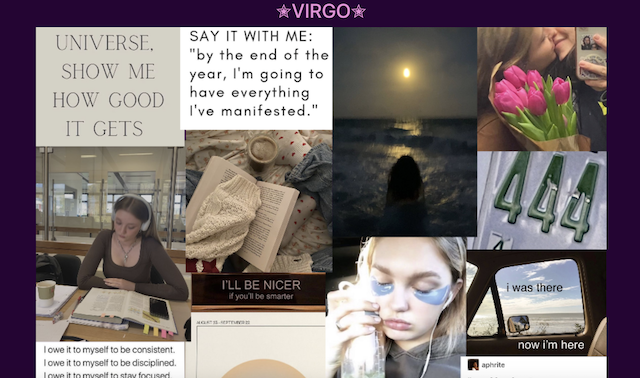 ✭VIRGO✭
UNIVERSE,
SHOW ME
HOW GOOD
IT GETS
SAY IT WITH ME:
"by the end of the
year, I'm going to
have everything
I've manifested."
444
4
I'LL BE NICER
if you'll be smarter
i was there
now i'm here
I owe it to myself to be consistent.
I owe it to myself to be disciplined.
I owe it to myself to stay focused.
aphrite